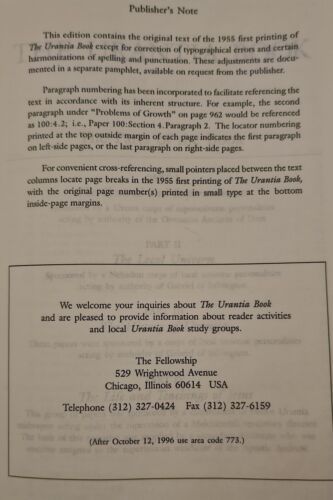 Publisher's Note
This edition contains the original text of the 1955 first printing of
The Urantia Book except for correction of typographical errors and certain
harmonizations of spelling and punctuation. These adjustments are docu-
mented in a separate pamphlet, available on request from the publisher.
Paragraph numbering has been incorporated to facilitate referencing the
text in accordance with its inherent structure. For example, the second
paragraph under "Problems of Growth" on page 962 would be referenced
as 100:4.2; i.e., Paper 100:Section 4.Paragraph 2. The locator numbering
printed at the top outside margin of each page indicates the first paragraph
on left-side pages, or the last paragraph on right-side pages.
For convenient cross-referencing, small pointers placed between the text
columns locate page breaks in the 1955 first printing of The Urantia Book,
with the original page number(s) printed in small type at the bottom
inside-page margins.
PART II
The Local Universe
We welcome your inquiries about The Urantia Book
and are pleased to provide information about reader activities
and local Urantia Book study groups.
The Fellowship
529 Wrightwood Avenue
Chicago, Illinois 60614 USA
Telephone (312) 327-0424 Fax (312) 327-6159
(After October 12, 1996 use area code 773.)